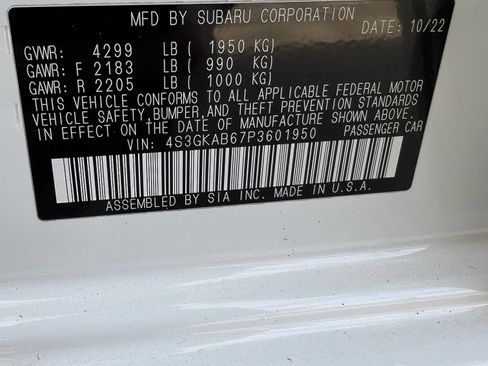 MFD BY SUBARU CORPORATION
DATE: 10/22
GVWR: 4299 LB ( 1950 KG)
GAWR: F 2183 LB ( 990 KG)
GAWR: R 2205 LB ( 1000 KG)
THIS VEHICLE CONFORMS TO ALL APPLICABLE FEDERAL MOTOR
VEHICLE SAFETY, BUMPER, AND THEFT PREVENTION STANDARDS
IN EFFECT ON THE DATE OF MANUFACTURE SHOWN ABOVE.
VIN: 4S3GKAB67P3601950 PASSENGER CAR
ASSEMBLED BY SIA INC. MADE IN U.S.A.